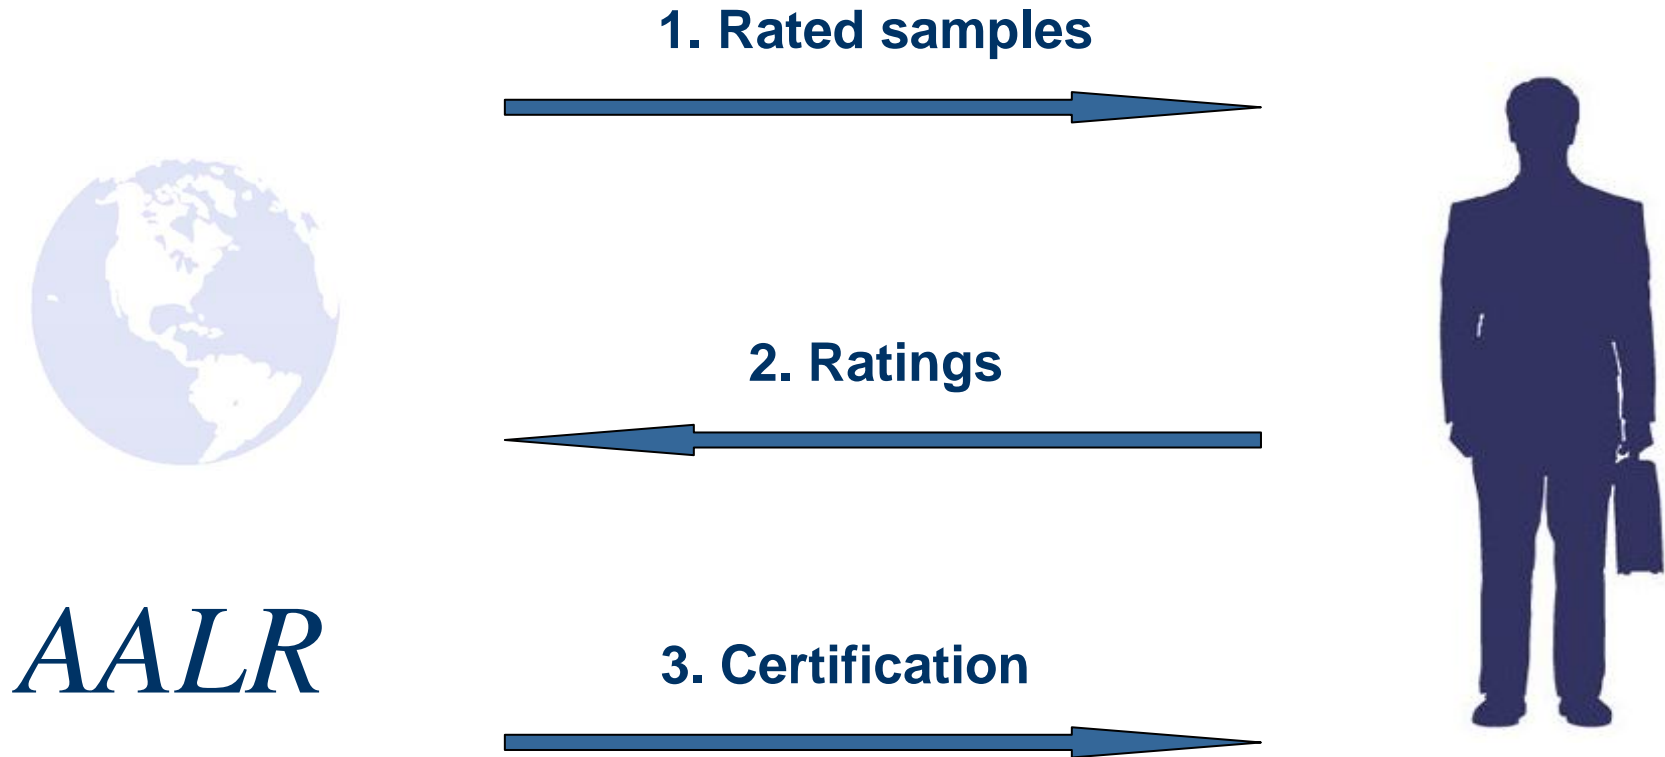 1. Rated samples
2. Ratings
AALR
3. Certification